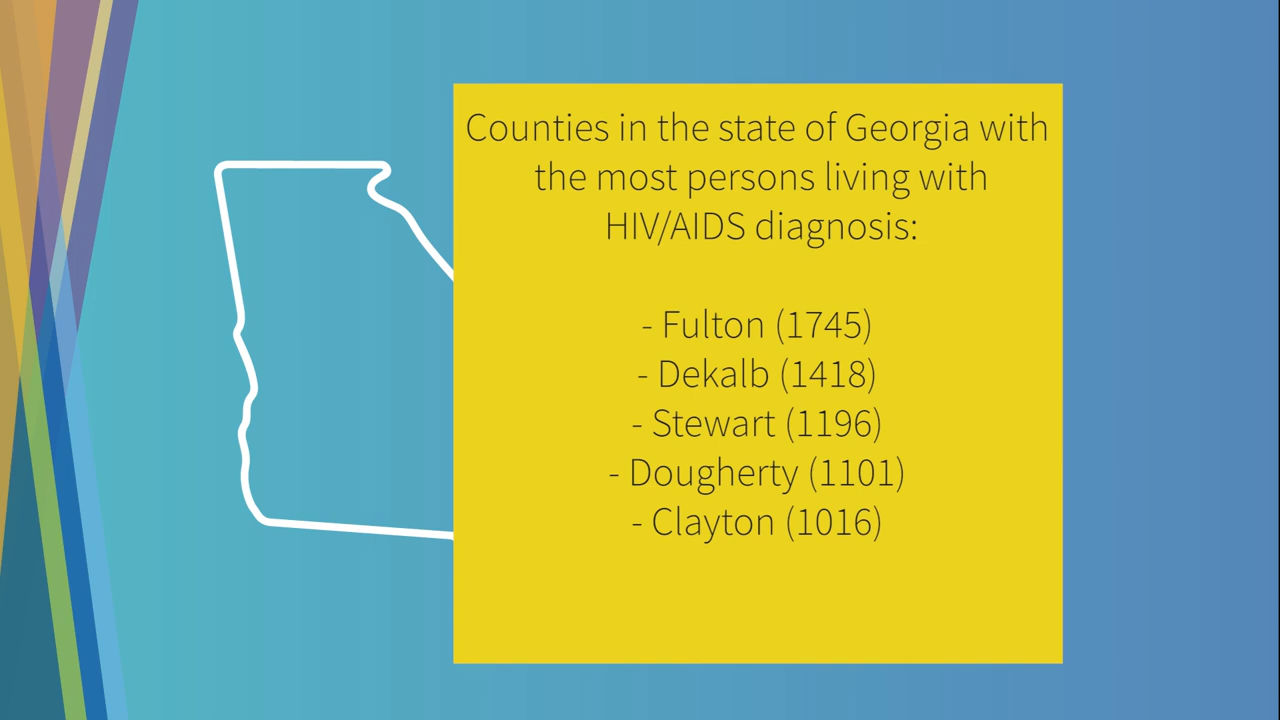 Counties in the state of Georgia with
the most persons living with
HIV/AIDS diagnosis:
- Fulton (1745)
- Dekalb (1418)
- Stewart (1196)
- Dougherty (1101)
- Clayton (1016)